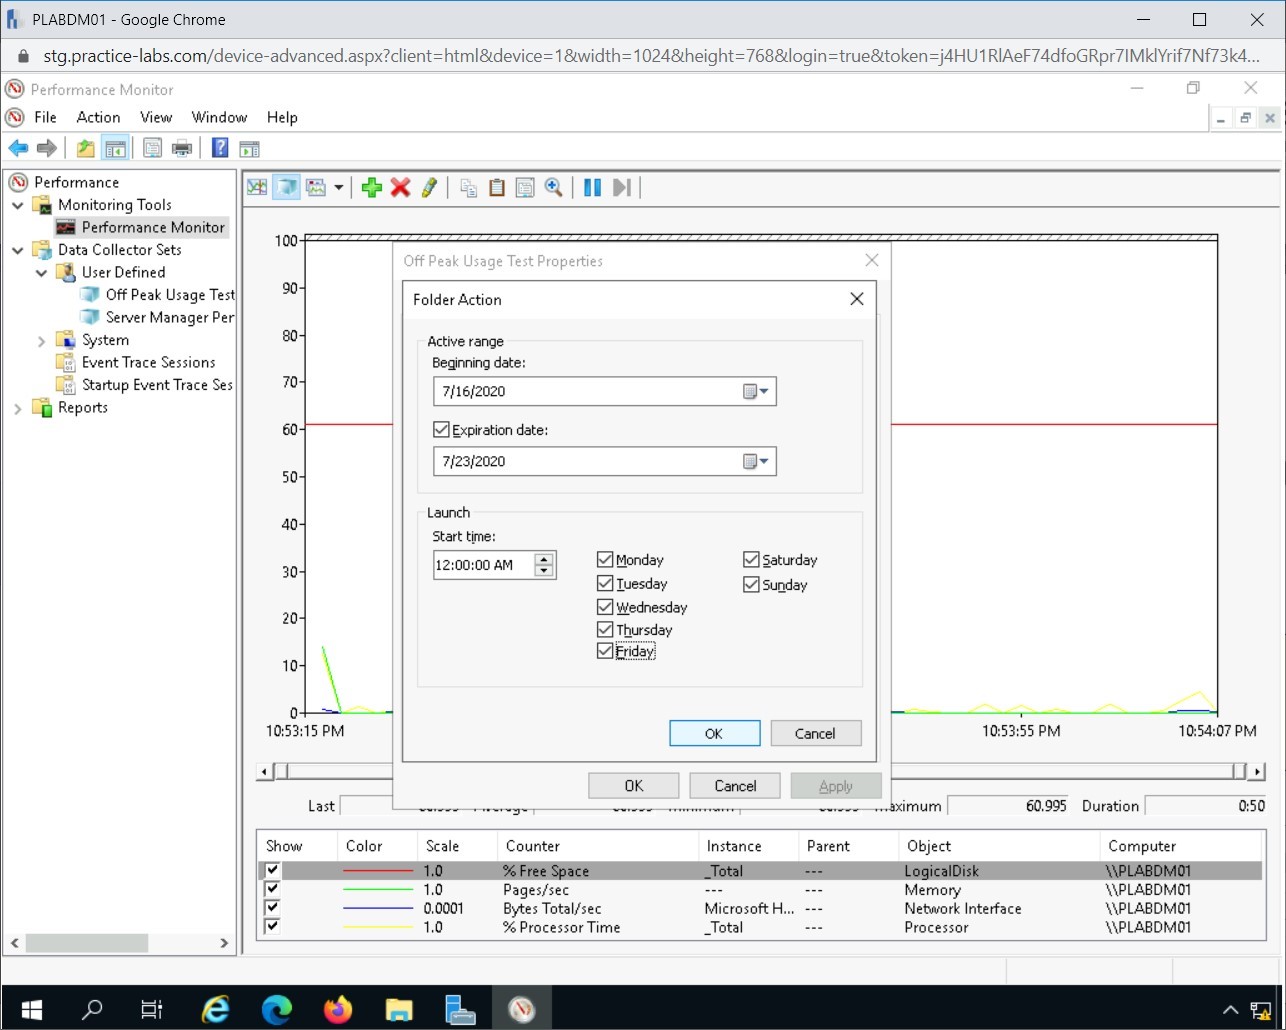 PLABDM01 - Google Chrome
stg.practice-labs.com/device-advanced.aspx?client=html&device=1&width=1024&height=768&login=true&token=j4HU1RlAeF74dfoGRpr7IMklYrif7Nf73k4...
Performance Monitor
File Action View Window Help
Performance
Monitoring Tools
Performance Monitor
Data Collector Sets
User Defined
Off Peak Usage Test
Server Manager Per
System
Event Trace Sessions
Startup Event Trace Ses
Reports
100
90
80
70
60
50
40
30
20
10
0
10:53:15 PM 10:53:55 PM 10:54:07 PM
Off Peak Usage Test Properties
Folder Action
Active range
Beginning date:
7/16/2020
Expiration date:
7/23/2020
Launch
Start time:
12:00:00 AM
Monday
Tuesday
Wednesday
Thursday
Friday
Saturday
Sunday
OK Cancel
OK Cancel Apply
Last 60.995 Average 60.995 Minimum 60.995 Maximum 60.995 Duration 0:50
Show Color Scale Counter Instance Parent Object Computer
1.0 % Free Space _Total --- LogicalDisk \\PLABDM01
1.0 Pages/sec --- --- Memory \\PLABDM01
0.0001 Bytes Total/sec Microsoft H... --- Network Interface \\PLABDM01
1.0 % Processor Time _Total --- Processor \\PLABDM01